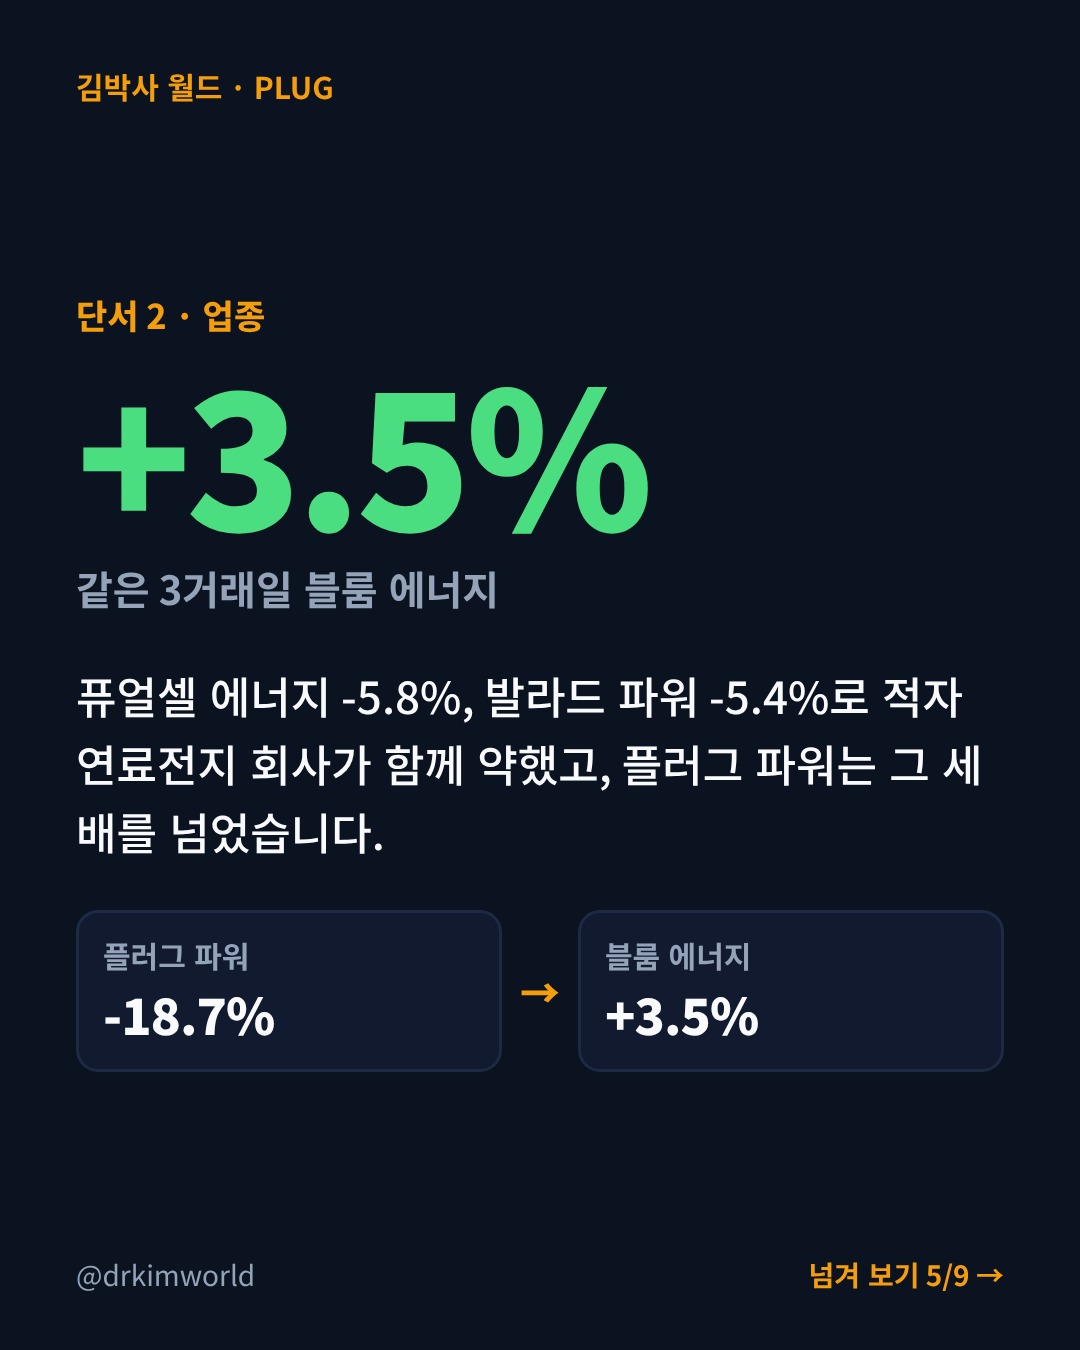 김박사 월드 · PLUG
단서 2 · 업종
+3.5%
같은 3거래일 블룸 에너지
퓨얼셀 에너지 -5.8%, 발라드 파워 -5.4%로 적자
연료전지 회사가 함께 약했고, 플러그 파워는 그 세
배를 넘었습니다.
플러그 파워
-18.7%
→
블룸 에너지
+3.5%
@drkimworld
넘겨 보기 5/9 →